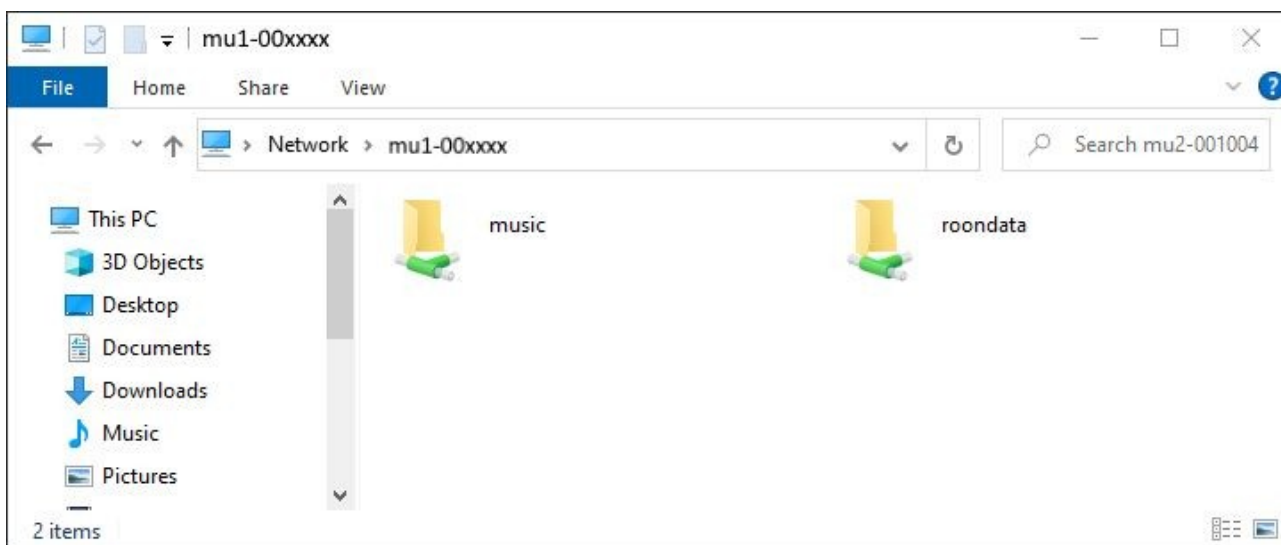 mu1-00xxxx
File Home Share View ?
Network mu1-00xxxx Search mu2-001004
This PC
3D Objects
Desktop
Documents
Downloads
Music
Pictures
music
roondata
2 items